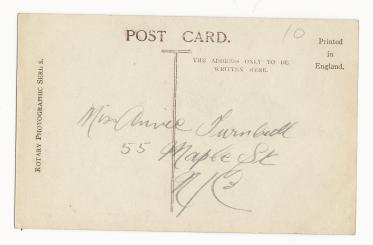 POST CARD.
10
Printed
in
England.
THE ADDRESS ONLY TO BE
WRITTEN HERE.
ROTARY PHOTOGRAPHIC SERIES.
Miss Annie Turnbull
55 Maple St